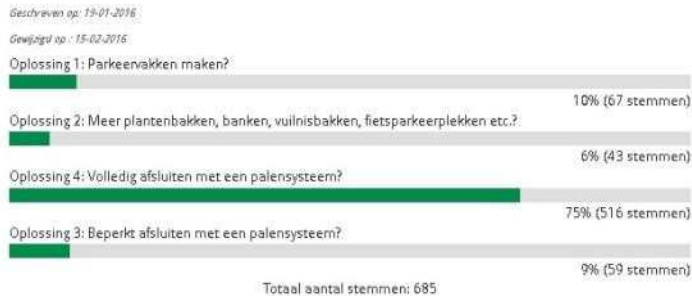 Geschreven op: 19-01-2016
Gewijzigd op : 15-02-2016
Oplossing 1: Parkeervakken maken?
10% (67 stemmen)
Oplossing 2: Meer plantenbakken, banken, vuilnisbakken, fietsparkeerplekken etc.?
6% (43 stemmen)
Oplossing 4: Volledig afsluiten met een palensysteem?
75% (516 stemmen)
Oplossing 3: Beperkt afsluiten met een palensysteem?
9% (59 stemmen)
Totaal aantal stemmen: 685